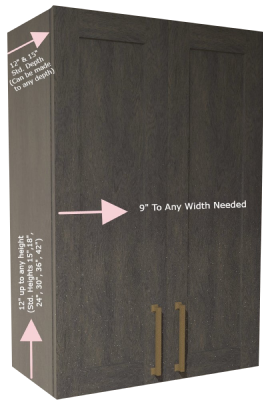 12" & 15"
Std. Depth
(Can be made
to any depth)
9" To Any Width Needed
12" up to any height
(Std. Heights 15",18",
24", 30", 36", 42")